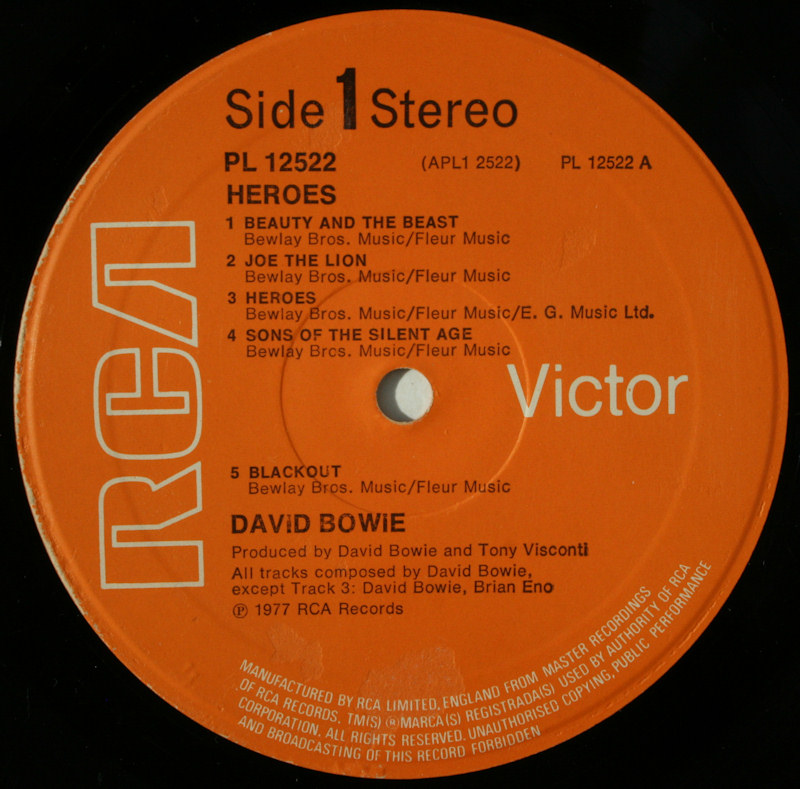 Side 1 Stereo
PL 12522 (APL1 2522) PL 12522 A
HEROES
1 BEAUTY AND THE BEAST
Bewlay Bros. Music/Fleur Music
2 JOE THE LION
Bewlay Bros. Music/Fleur Music
3 HEROES
Bewlay Bros. Music/Fleur Music/E. G. Music Ltd.
4 SONS OF THE SILENT AGE
Bewlay Bros. Music/Fleur Music
RCA
Victor
5 BLACKOUT
Bewlay Bros. Music/Fleur Music
DAVID BOWIE
Produced by David Bowie and Tony Visconti
All tracks composed by David Bowie,
except Track 3: David Bowie, Brian Eno
℗ 1977 RCA Records
MANUFACTURED BY RCA LIMITED, ENGLAND FROM MASTER RECORDINGS
OF RCA RECORDS. TM(S) ® MARCA(S) REGISTRADA(S) USED BY AUTHORITY OF RCA
CORPORATION. ALL RIGHTS RESERVED. UNAUTHORISED COPYING, PUBLIC PERFORMANCE
AND BROADCASTING OF THIS RECORD FORBIDDEN